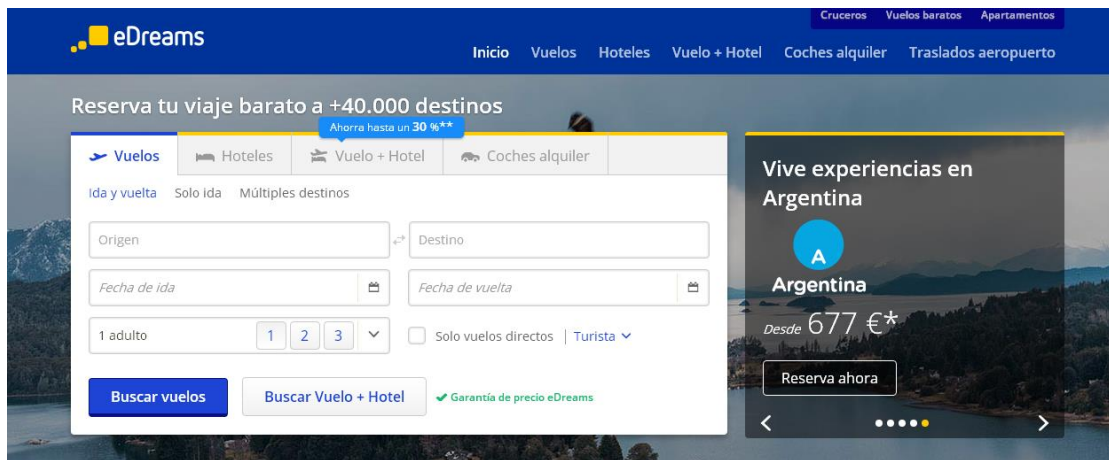 Cruceros Vuelos baratos Apartamentos
eDreams
Inicio Vuelos Hoteles Vuelo + Hotel Coches alquiler Traslados aeropuerto
Reserva tu viaje barato a +40.000 destinos
Ahorra hasta un 30 %**
Vuelos Hoteles Vuelo + Hotel Coches alquiler
Ida y vuelta Solo ida Múltiples destinos
Origen Destino
Fecha de ida Fecha de vuelta
1 adulto 1 2 3 Solo vuelos directos | Turista
Buscar vuelos Buscar Vuelo + Hotel Garantía de precio eDreams
Vive experiencias en
Argentina
A
Argentina
Desde 677 €*
Reserva ahora